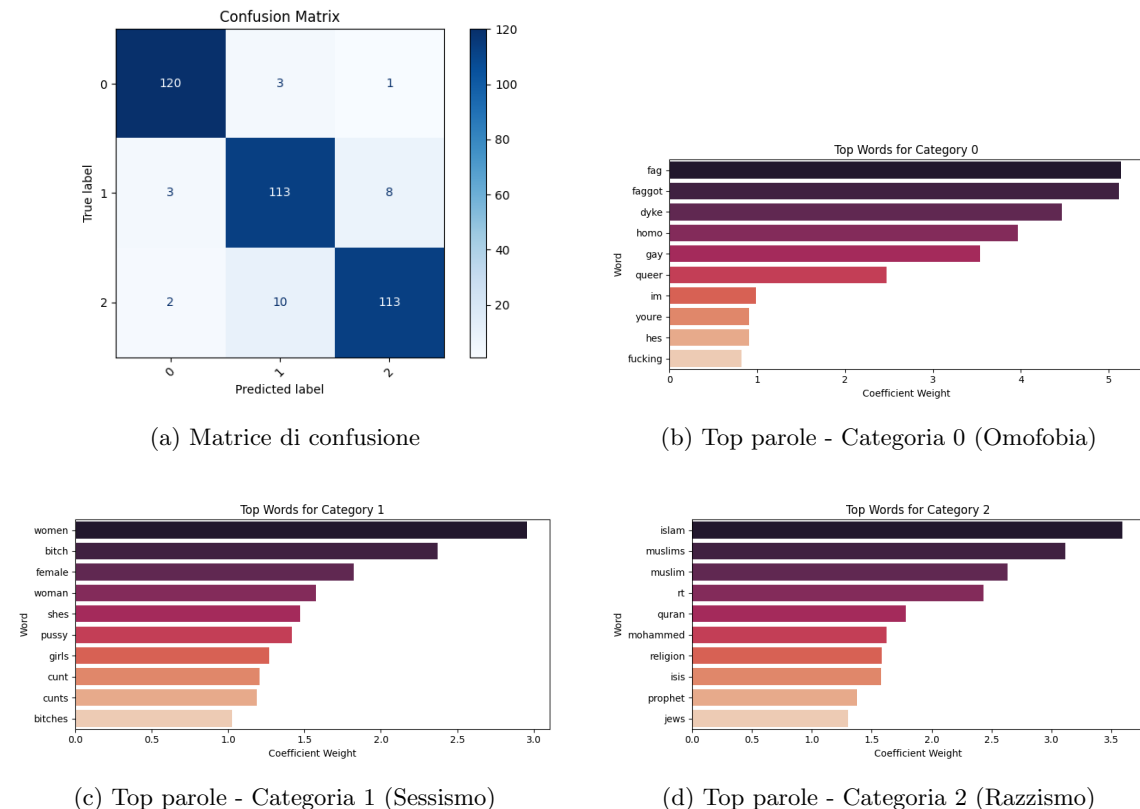 Confusion Matrix
120
3
1
3
113
8
2
10
113
0
1
2
True label
0
1
2
Predicted label
120
100
80
60
40
20
(a) Matrice di confusione
Top Words for Category 0
fag
faggot
dyke
homo
gay
queer
im
youre
hes
fucking
Word
0 1 2 3 4 5
Coefficient Weight
(b) Top parole - Categoria 0 (Omofobia)
Top Words for Category 1
women
bitch
female
woman
shes
pussy
girls
cunt
cunts
bitches
Word
0.0 0.5 1.0 1.5 2.0 2.5 3.0
Coefficient Weight
(c) Top parole - Categoria 1 (Sessismo)
Top Words for Category 2
islam
muslims
muslim
rt
quran
mohammed
religion
isis
prophet
jews
Word
0.0 0.5 1.0 1.5 2.0 2.5 3.0 3.5
Coefficient Weight
(d) Top parole - Categoria 2 (Razzismo)